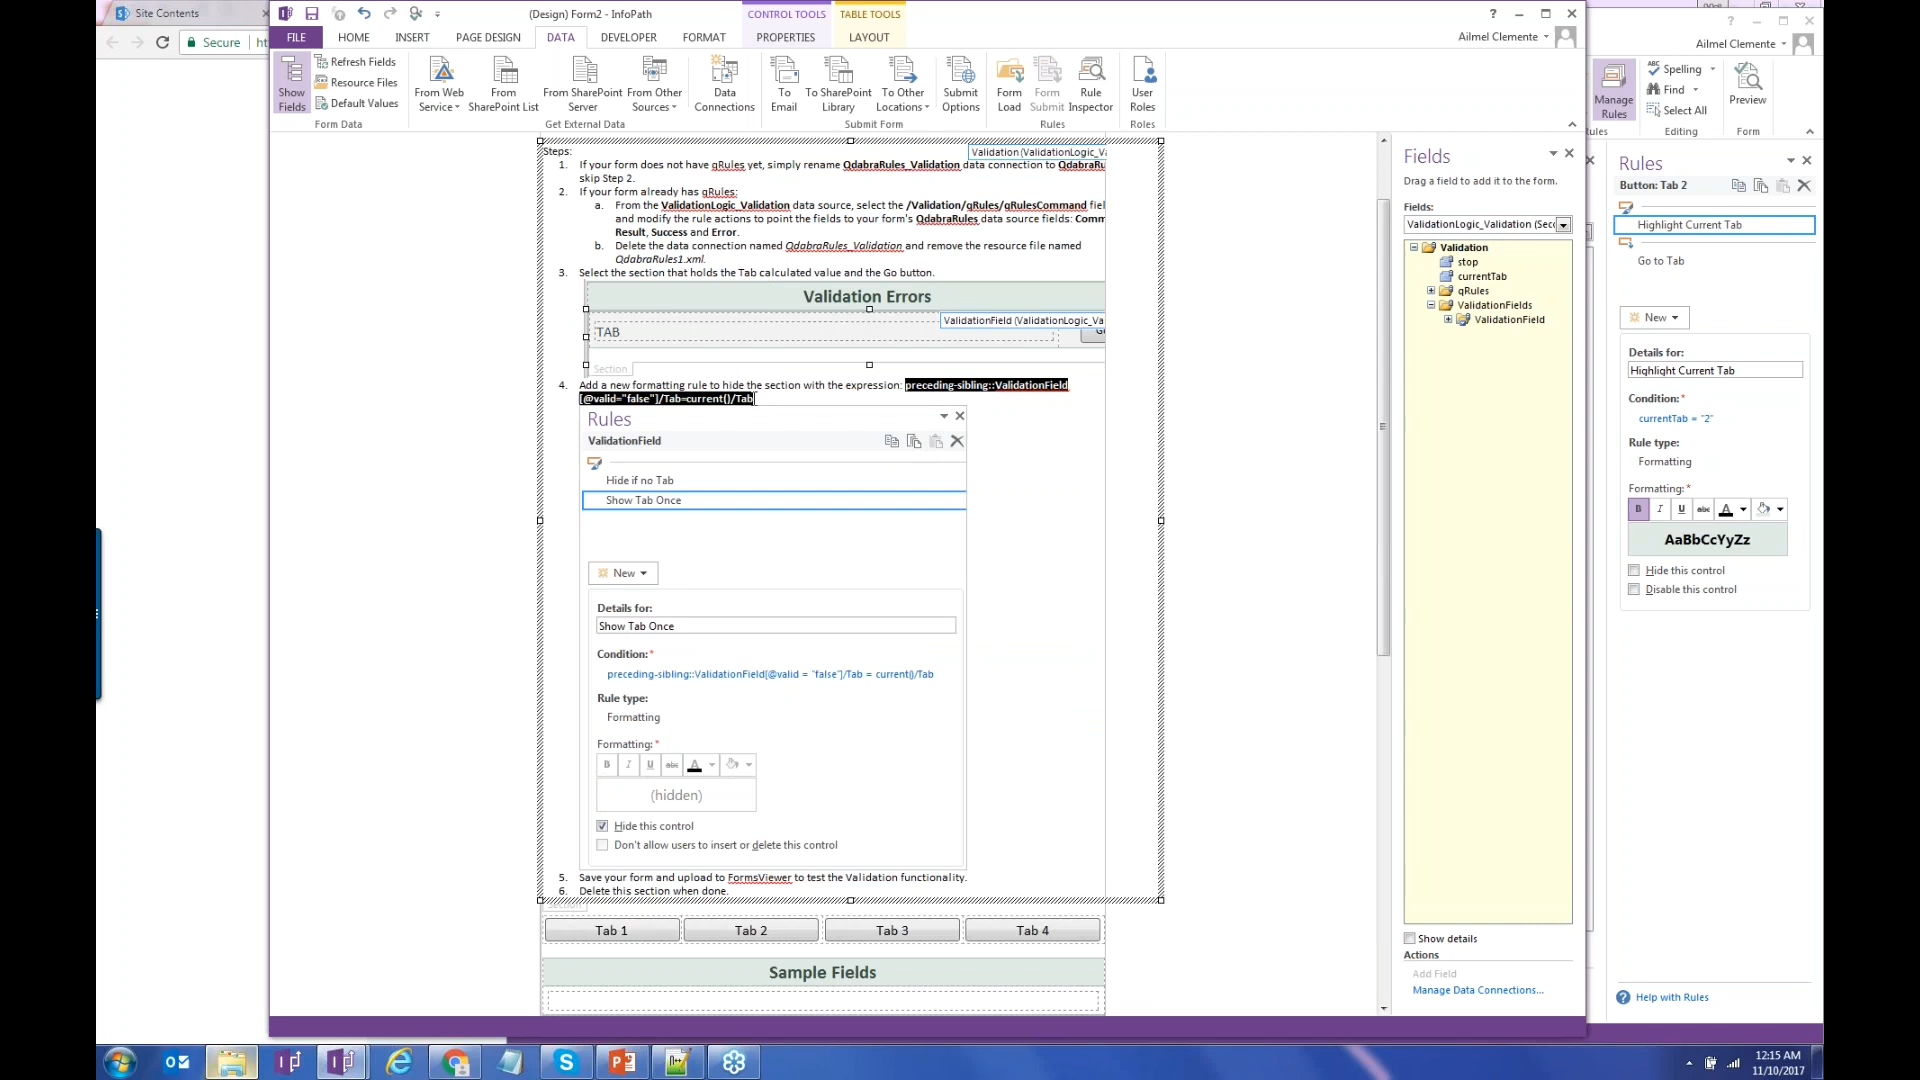 Site Contents
Secure
(Design) Form2 - InfoPath
CONTROL TOOLS
TABLE TOOLS
FILE
HOME
INSERT
PAGE DESIGN
DATA
DEVELOPER
FORMAT
PROPERTIES
LAYOUT
Ailmel Clemente
Show Fields
Refresh Fields
Resource Files
Default Values
Form Data
From Web Service
From SharePoint List
From SharePoint Server
From Other Sources
Get External Data
Data Connections
To Email
To SharePoint Library
To Other Locations
Submit Options
Submit Form
Form Load
Form Submit
Rule Inspector
Rules
User Roles
Roles
Ailmel Clemente
Manage Rules
Spelling
Find
Select All
Editing
Preview
Form
Steps:
Validation (ValidationLogic_Va
1. If your form does not have qRules yet, simply rename QdabraRules_Validation data connection to QdabraRu
skip Step 2.
2. If your form already has qRules:
a. From the ValidationLogic_Validation data source, select the /Validation/qRules/qRulesCommand fiel
and modify the rule actions to point the fields to your form's QdabraRules data source fields: Comm
Result, Success and Error.
b. Delete the data connection named QdabraRules_Validation and remove the resource file named
QdabraRules1.xml.
3. Select the section that holds the Tab calculated value and the Go button.
Validation Errors
ValidationField (ValidationLogic_Va
TAB
Section
4. Add a new formatting rule to hide the section with the expression: preceding-sibling::ValidationField
[@valid="false"]/Tab=current()/Tab
Rules
ValidationField
Hide if no Tab
Show Tab Once
New
Details for:
Show Tab Once
Condition: *
preceding-sibling::ValidationField[@valid = "false"]/Tab = current()/Tab
Rule type:
Formatting
Formatting: *
B I U abc A
(hidden)
Hide this control
Don't allow users to insert or delete this control
5. Save your form and upload to FormsViewer to test the Validation functionality.
6. Delete this section when done.
Section
Tab 1
Tab 2
Tab 3
Tab 4
Sample Fields
Fields
Drag a field to add it to the form.
Fields:
ValidationLogic_Validation (Seco
Validation
stop
currentTab
qRules
ValidationFields
ValidationField
Show details
Actions
Add Field
Manage Data Connections...
Rules
Button: Tab 2
Highlight Current Tab
Go to Tab
New
Details for:
Highlight Current Tab
Condition: *
currentTab = "2"
Rule type:
Formatting
Formatting: *
B I U abc A
AaBbCcYyZz
Hide this control
Disable this control
Help with Rules
12:15 AM
11/10/2017